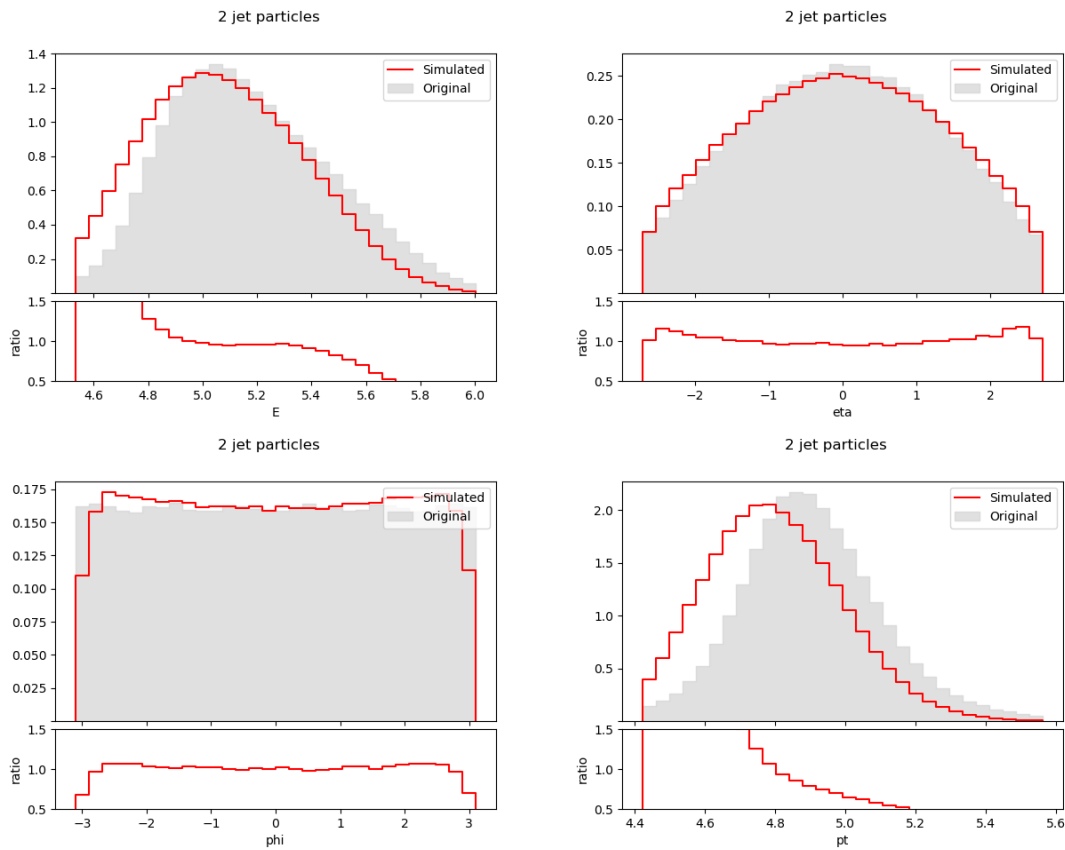 2 jet particles
1.4
1.2
1.0
0.8
0.6
0.4
0.2
Simulated
Original
1.5
1.0
0.5
ratio
4.6 4.8 5.0 5.2 5.4 5.6 5.8 6.0
E
2 jet particles
0.25
0.20
0.15
0.10
0.05
Simulated
Original
1.5
1.0
0.5
ratio
−2 −1 0 1 2
eta
2 jet particles
0.175
0.150
0.125
0.100
0.075
0.050
0.025
Simulated
Original
1.5
1.0
0.5
ratio
−3 −2 −1 0 1 2 3
phi
2 jet particles
2.0
1.5
1.0
0.5
Simulated
Original
1.5
1.0
0.5
ratio
4.4 4.6 4.8 5.0 5.2 5.4 5.6
pt